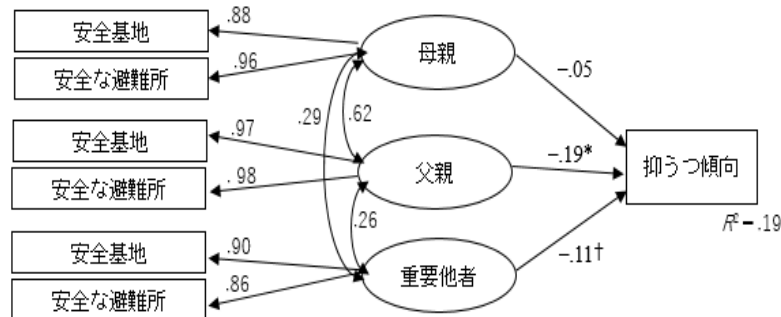 安全基地
.88
母親
安全な避難所
.96
−.05
.29
.62
安全基地
.97
−.19*
父親
抑うつ傾向
安全な避難所
.98
R²=.19
.26
安全基地
.90
−.11†
重要他者
安全な避難所
.86